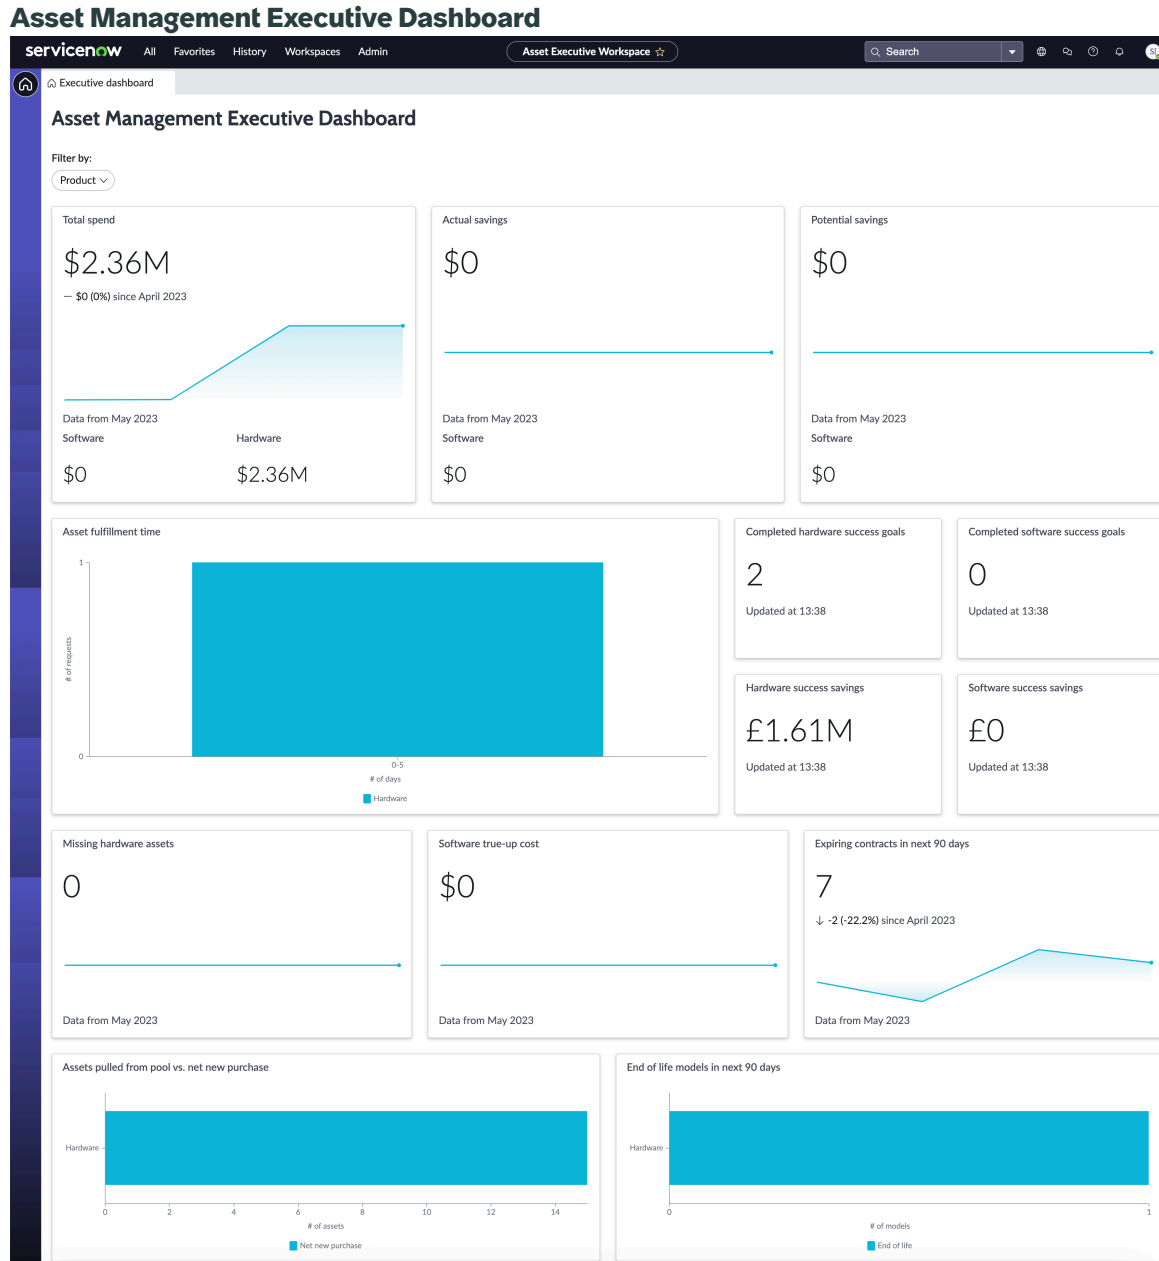 Asset Management Executive Dashboard
servicenow All Favorites History Workspaces Admin Asset Executive Workspace Search
Executive dashboard
Asset Management Executive Dashboard
Filter by:
Product
Total spend
$2.36M
— $0 (0%) since April 2023
Data from May 2023
Software Hardware
$0 $2.36M
Actual savings
$0
Data from May 2023
Software
$0
Potential savings
$0
Data from May 2023
Software
$0
Asset fulfillment time
1
# of requests
0
0-5
# of days
Hardware
Completed hardware success goals
2
Updated at 13:38
Completed software success goals
0
Updated at 13:38
Hardware success savings
£1.61M
Updated at 13:38
Software success savings
£0
Updated at 13:38
Missing hardware assets
0
Data from May 2023
Software true-up cost
$0
Data from May 2023
Expiring contracts in next 90 days
7
↓ -2 (-22.2%) since April 2023
Data from May 2023
Assets pulled from pool vs. net new purchase
Hardware
0 2 4 6 8 10 12 14
# of assets
Net new purchase
End of life models in next 90 days
Hardware
0 1
# of models
End of life